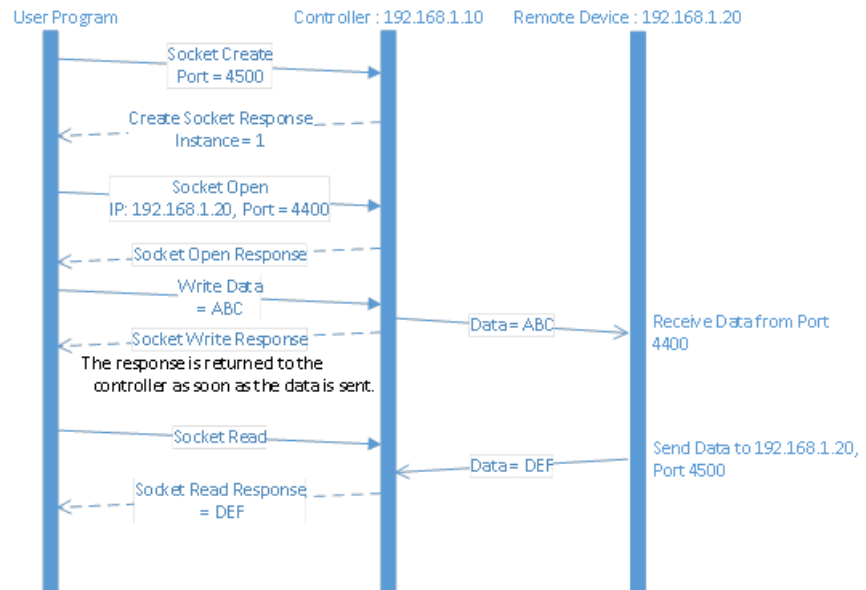 User Program
Controller : 192.168.1.10
Remote Device : 192.168.1.20
Socket Create
Port = 4500
Create Socket Response
Instance = 1
Socket Open
IP: 192.168.1.20, Port = 4400
Socket Open Response
Write Data
= ABC
Data = ABC
Receive Data from Port
4400
Socket Write Response
The response is returned to the
controller as soon as the data is sent.
Socket Read
Data = DEF
Send Data to 192.168.1.20,
Port 4500
Socket Read Response
= DEF